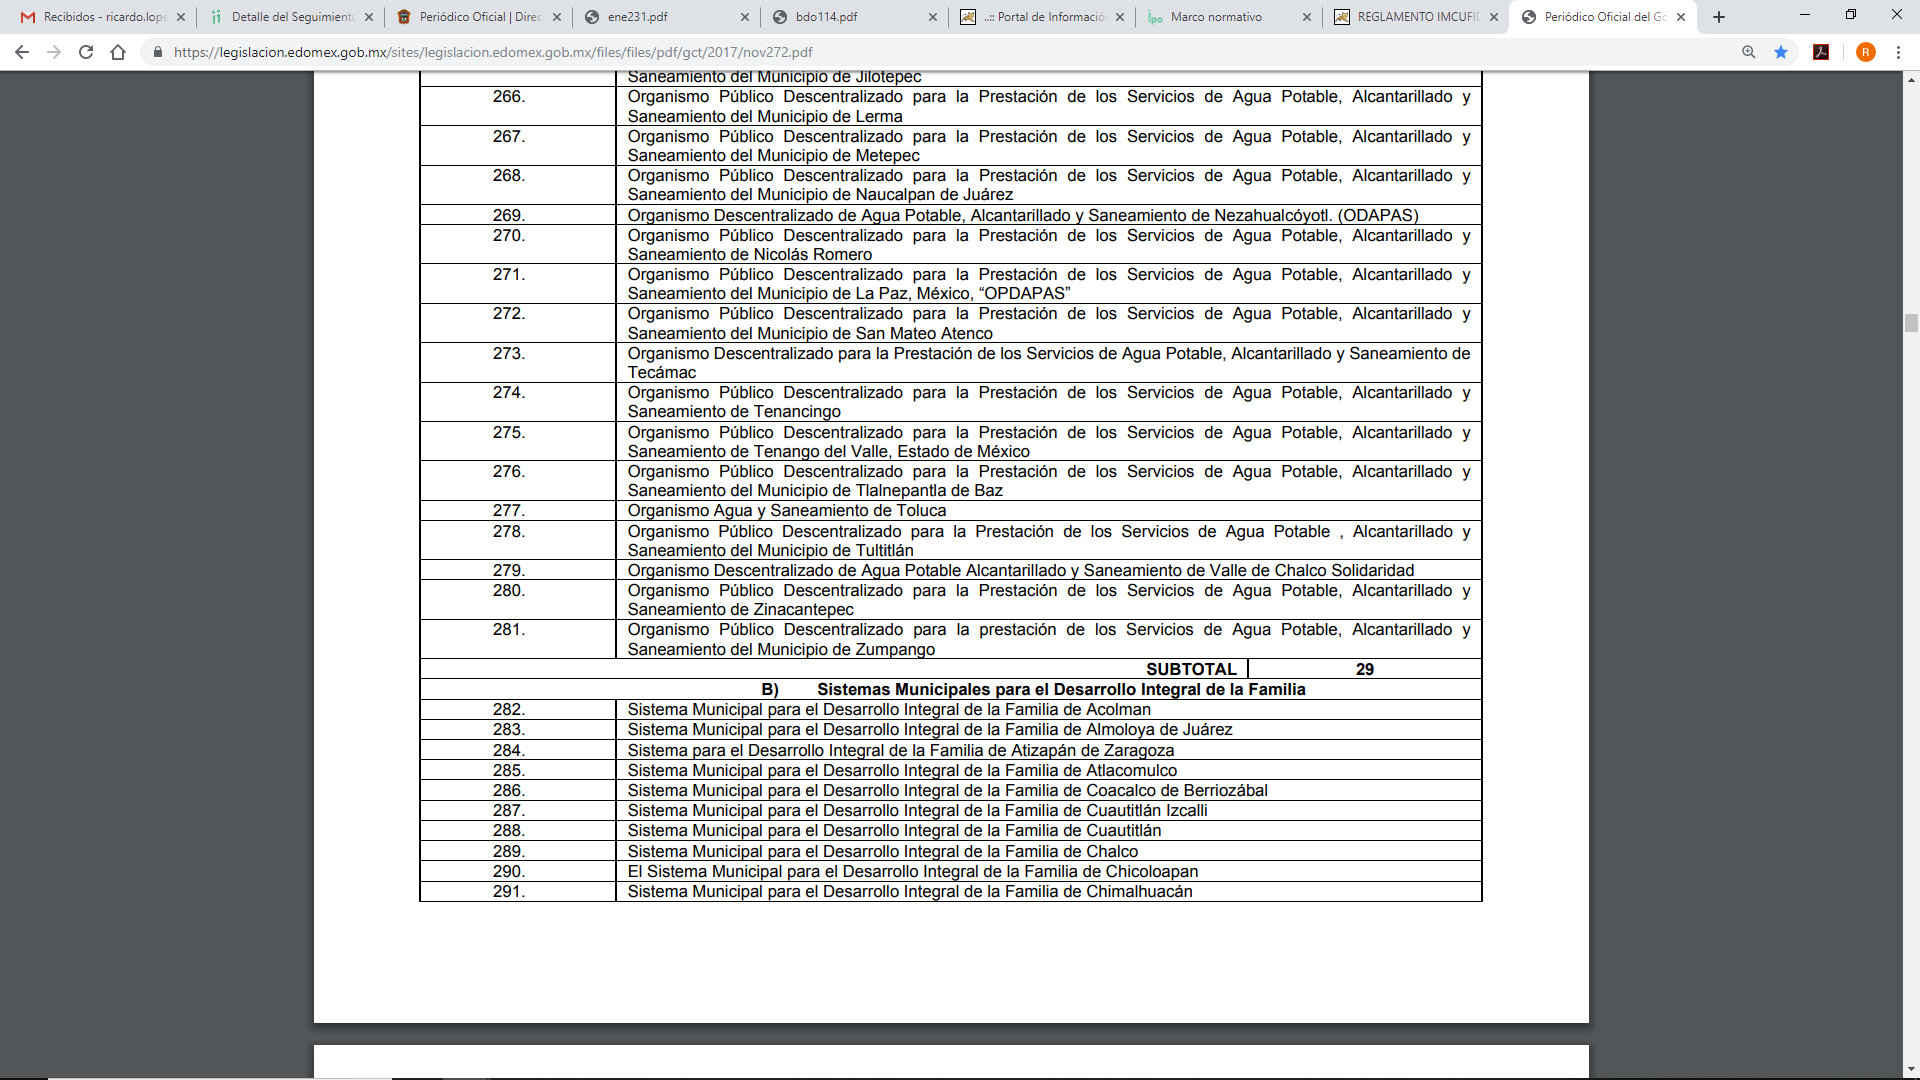 Recibidos - ricardo.lope
Detalle del Seguimiento
Periódico Oficial | Direc
ene231.pdf
bdo114.pdf
..:: Portal de Informació
ipo Marco normativo
REGLAMENTO IMCUFID
Periódico Oficial del Go
https://legislacion.edomex.gob.mx/sites/legislacion.edomex.gob.mx/files/files/pdf/gct/2017/nov272.pdf
R
Saneamiento del Municipio de Jilotepec
266. Organismo Público Descentralizado para la Prestación de los Servicios de Agua Potable, Alcantarillado y
Saneamiento del Municipio de Lerma
267. Organismo Público Descentralizado para la Prestación de los Servicios de Agua Potable, Alcantarillado y
Saneamiento del Municipio de Metepec
268. Organismo Público Descentralizado para la Prestación de los Servicios de Agua Potable, Alcantarillado y
Saneamiento del Municipio de Naucalpan de Juárez
269. Organismo Descentralizado de Agua Potable, Alcantarillado y Saneamiento de Nezahualcóyotl. (ODAPAS)
270. Organismo Público Descentralizado para la Prestación de los Servicios de Agua Potable, Alcantarillado y
Saneamiento de Nicolás Romero
271. Organismo Público Descentralizado para la Prestación de los Servicios de Agua Potable, Alcantarillado y
Saneamiento del Municipio de La Paz, México, “OPDAPAS”
272. Organismo Público Descentralizado para la Prestación de los Servicios de Agua Potable, Alcantarillado y
Saneamiento del Municipio de San Mateo Atenco
273. Organismo Descentralizado para la Prestación de los Servicios de Agua Potable, Alcantarillado y Saneamiento de
Tecámac
274. Organismo Público Descentralizado para la Prestación de los Servicios de Agua Potable, Alcantarillado y
Saneamiento de Tenancingo
275. Organismo Público Descentralizado para la Prestación de los Servicios de Agua Potable, Alcantarillado y
Saneamiento de Tenango del Valle, Estado de México
276. Organismo Público Descentralizado para la Prestación de los Servicios de Agua Potable, Alcantarillado y
Saneamiento del Municipio de Tlalnepantla de Baz
277. Organismo Agua y Saneamiento de Toluca
278. Organismo Público Descentralizado para la Prestación de los Servicios de Agua Potable , Alcantarillado y
Saneamiento del Municipio de Tultitlán
279. Organismo Descentralizado de Agua Potable Alcantarillado y Saneamiento de Valle de Chalco Solidaridad
280. Organismo Público Descentralizado para la Prestación de los Servicios de Agua Potable, Alcantarillado y
Saneamiento de Zinacantepec
281. Organismo Público Descentralizado para la prestación de los Servicios de Agua Potable, Alcantarillado y
Saneamiento del Municipio de Zumpango
SUBTOTAL 29
B) Sistemas Municipales para el Desarrollo Integral de la Familia
282. Sistema Municipal para el Desarrollo Integral de la Familia de Acolman
283. Sistema Municipal para el Desarrollo Integral de la Familia de Almoloya de Juárez
284. Sistema para el Desarrollo Integral de la Familia de Atizapán de Zaragoza
285. Sistema Municipal para el Desarrollo Integral de la Familia de Atlacomulco
286. Sistema Municipal para el Desarrollo Integral de la Familia de Coacalco de Berriozábal
287. Sistema Municipal para el Desarrollo Integral de la Familia de Cuautitlán Izcalli
288. Sistema Municipal para el Desarrollo Integral de la Familia de Cuautitlán
289. Sistema Municipal para el Desarrollo Integral de la Familia de Chalco
290. El Sistema Municipal para el Desarrollo Integral de la Familia de Chicoloapan
291. Sistema Municipal para el Desarrollo Integral de la Familia de Chimalhuacán